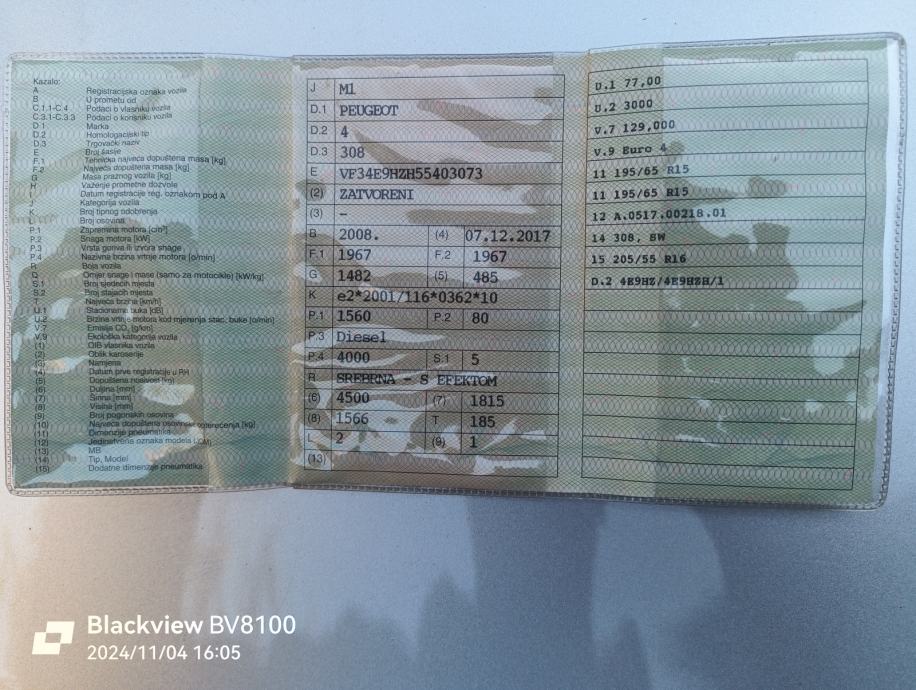 Kazalo:
A Registracijska oznaka vozila
B U prometu od
C.1.1-C.4 Podaci o vlasniku vozila
C.3.1-C.3.3 Podaci o korisniku vozila
D.1 Marka
D.2 Homologacijski tip
D.3 Trgovački naziv
E Broj šasije
F.1 Tehnička najveća dopuštena masa [kg]
F.2 Najveća dopuštena masa [kg]
G Masa praznog vozila [kg]
H Važenje prometne dozvole
I Datum registracije reg. oznakom pod A
J Kategorija vozila
K Broj tipnog odobrenja
L Broj osovina
P.1 Zapremina motora [cm³]
P.2 Snaga motora [kW]
P.3 Vrsta goriva ili izvora snage
P.4 Nazivna brzina vrtnje motora [o/min]
R Boja vozila
Q Omjer snage i mase (samo za motocikle) [kW/kg]
S.1 Broj sjedećih mjesta
S.2 Broj stajaćih mjesta
T Najveća brzina [km/h]
U.1 Stacionarna buka [dB]
U.2 Brzina vrtnje motora kod mjerenja stac. buke [o/min]
V.7 Emisija CO₂ [g/km]
V.9 Ekološka kategorija vozila
(1) OIB vlasnika vozila
(2) Oblik karoserije
(3) Namjena
(4) Datum prve registracije u RH
(5) Dopuštena nosivost [kg]
(6) Duljina [mm]
(7) Širina [mm]
(8) Visina [mm]
(9) Broj pogonskih osovina
(10) Najveća dopuštena osovinska opterećenja [kg]
(11) Dimenzije pneumatika
(12) Jedinstvena oznaka modela (JOM)
(13) MB
(14) Tip, Model
(15) Dodatne dimenzije pneumatika
J M1
D.1 PEUGEOT
D.2 4
D.3 308
E VF34E9HZH55403073
(2) ZATVORENI
(3) –
B 2008. (4) 07.12.2017
F.1 1967 F.2 1967
G 1482 (5) 485
K e2*2001/116*0362*10
P.1 1560 P.2 80
P.3 Diesel
P.4 4000 S.1 5
R SREBRNA - S EFEKTOM
(6) 4500 (7) 1815
(8) 1566 T 185
L 2 (9) 1
(13)
U.1 77,00
U.2 3000
V.7 129,000
V.9 Euro 4
11 195/65 R15
11 195/65 R15
12 A.0517.00218.01
14 308, SW
15 205/55 R16
D.2 4E9HZ/4E9HZH/1
Blackview BV8100
2024/11/04 16:05